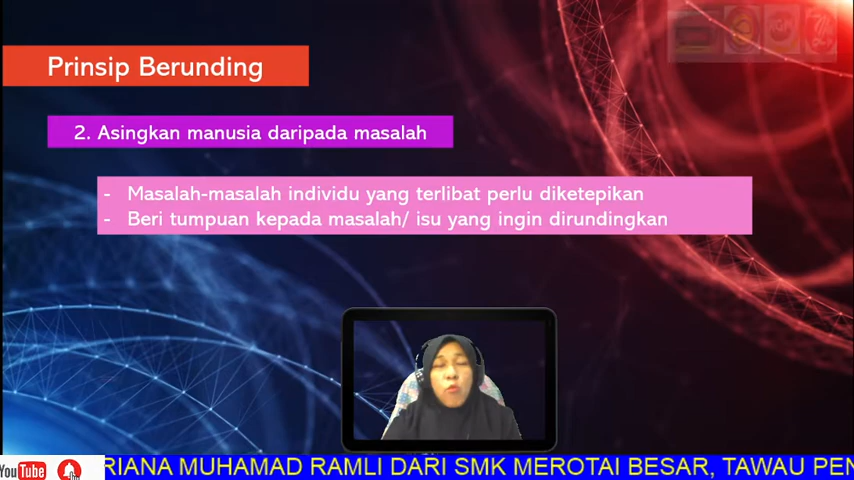 Prinsip Berunding
2. Asingkan manusia daripada masalah
- Masalah-masalah individu yang terlibat perlu diketepikan
- Beri tumpuan kepada masalah/ isu yang ingin dirundingkan
YouTube
RIANA MUHAMAD RAMLI DARI SMK MEROTAI BESAR, TAWAU PEN